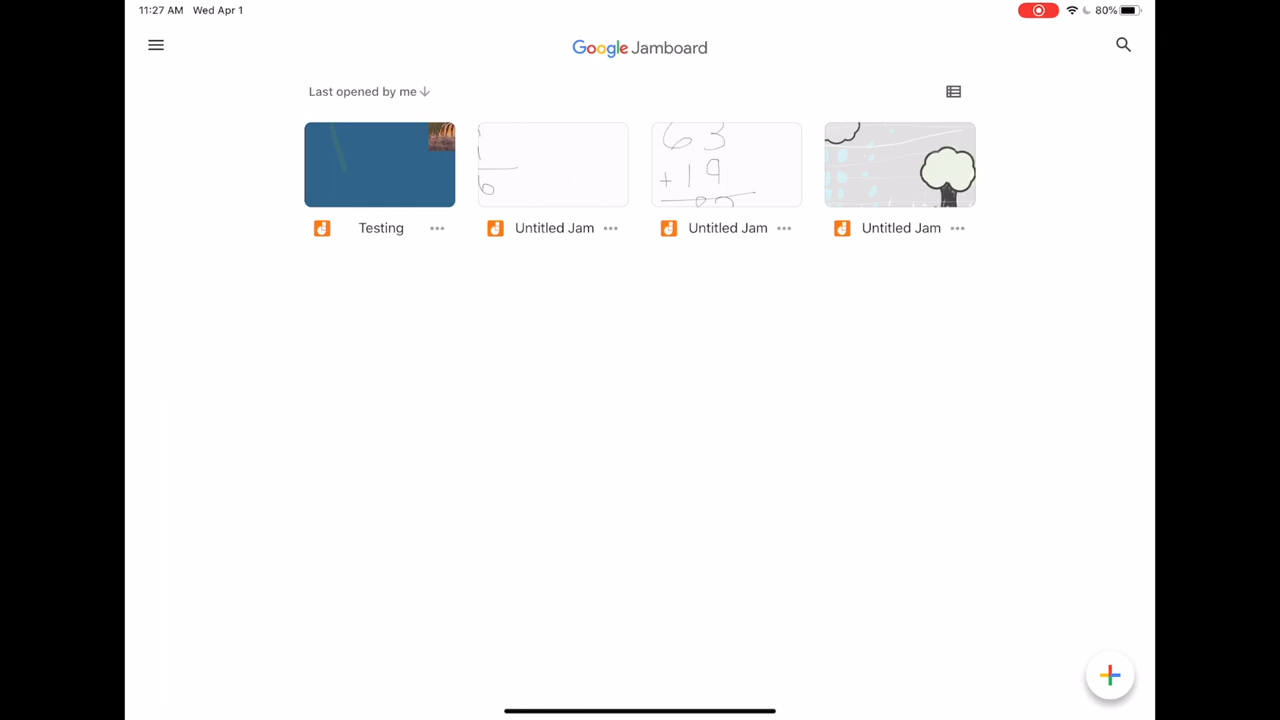 11:27 AM Wed Apr 1 80%
Google Jamboard
Last opened by me
6
63
+ 19
Testing
Untitled Jam
Untitled Jam
Untitled Jam